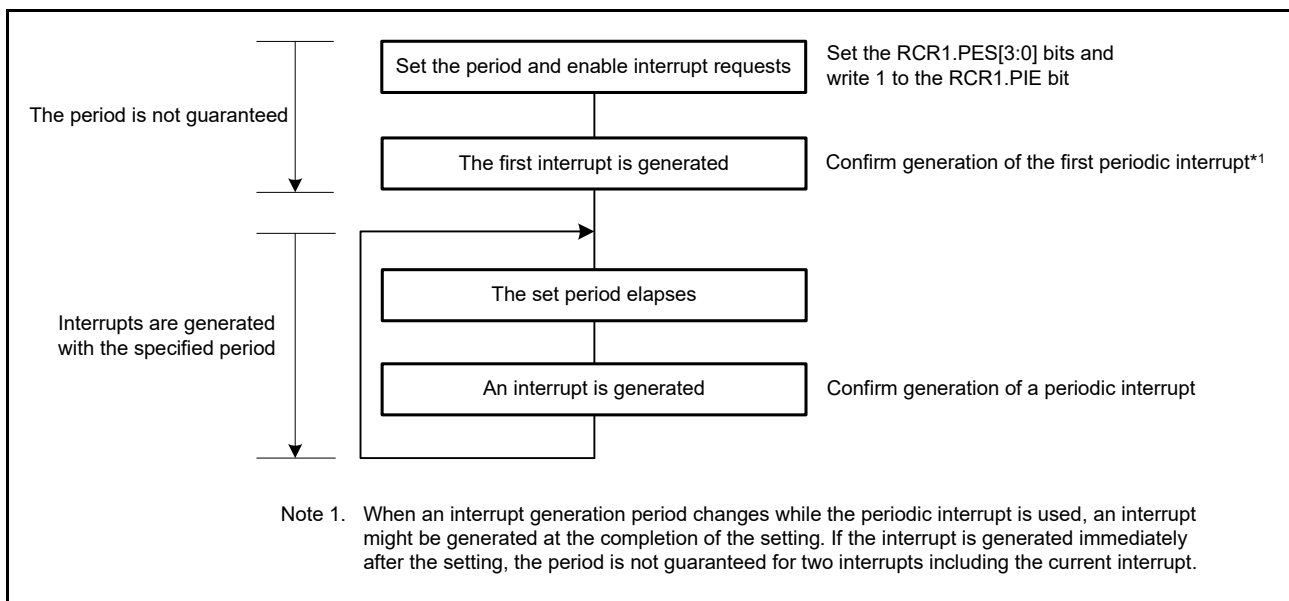 Set the period and enable interrupt requests
Set the RCR1.PES[3:0] bits and
write 1 to the RCR1.PIE bit
The period is not guaranteed
The first interrupt is generated
Confirm generation of the first periodic interrupt*1
The set period elapses
Interrupts are generated
with the specified period
An interrupt is generated
Confirm generation of a periodic interrupt
Note 1. When an interrupt generation period changes while the periodic interrupt is used, an interrupt
might be generated at the completion of the setting. If the interrupt is generated immediately
after the setting, the period is not guaranteed for two interrupts including the current interrupt.